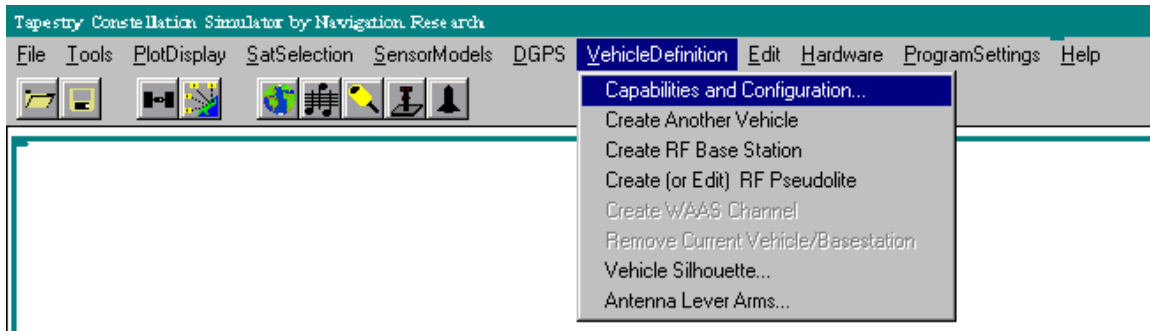 Tapestry Constellation Simulator by Navigation Research
File Tools PlotDisplay SatSelection SensorModels DGPS VehicleDefinition Edit Hardware ProgramSettings Help
Capabilities and Configuration...
Create Another Vehicle
Create RF Base Station
Create (or Edit) RF Pseudolite
Create WAAS Channel
Remove Current Vehicle/Basestation
Vehicle Silhouette...
Antenna Lever Arms...